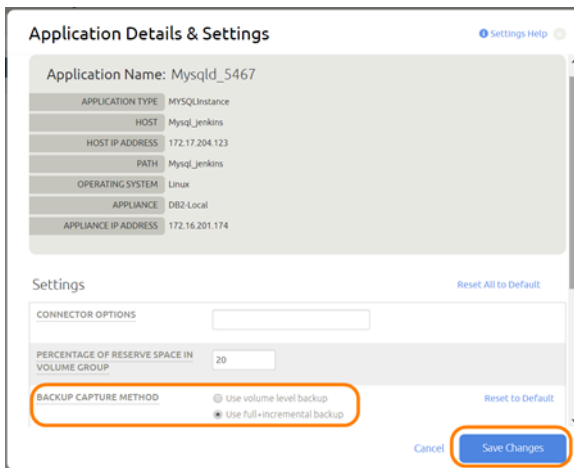 Application Details & Settings
Settings Help
Application Name: Mysqld_5467
APPLICATION TYPE MYSQLInstance
HOST Mysql_jenkins
HOST IP ADDRESS 172.17.204.123
PATH Mysql_jenkins
OPERATING SYSTEM Linux
APPLIANCE DB2-Local
APPLIANCE IP ADDRESS 172.16.201.174
Settings
Reset All to Default
CONNECTOR OPTIONS
PERCENTAGE OF RESERVE SPACE IN
VOLUME GROUP
20
BACKUP CAPTURE METHOD
Use volume level backup
Reset to Default
Use full+incremental backup
Cancel
Save Changes